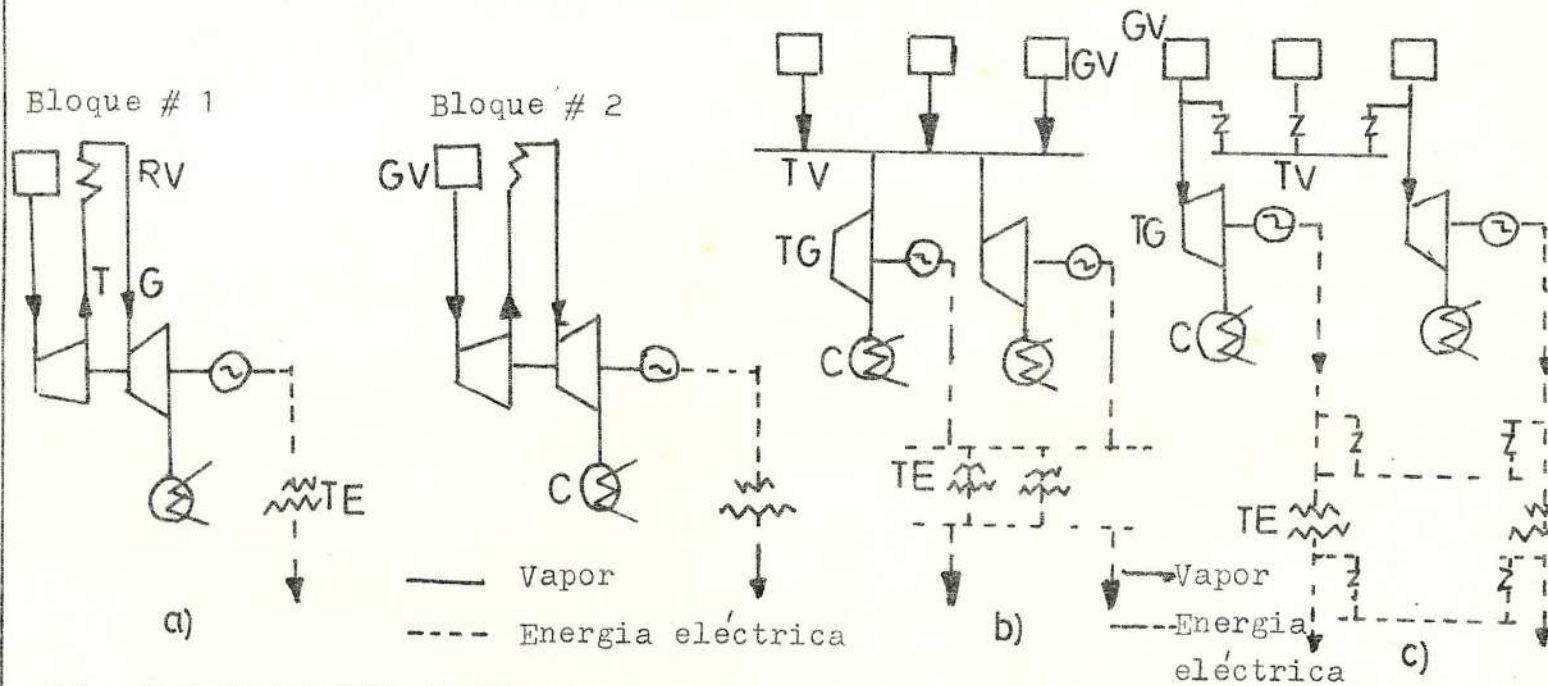 Bloque # 1
RV
T
G
TE
a)
Bloque # 2
GV
C
Vapor
Energia eléctrica
GV
TV
TG
C
TE
b)
Vapor
Energia
eléctrica
GV
TV
TG
C
TE
c)